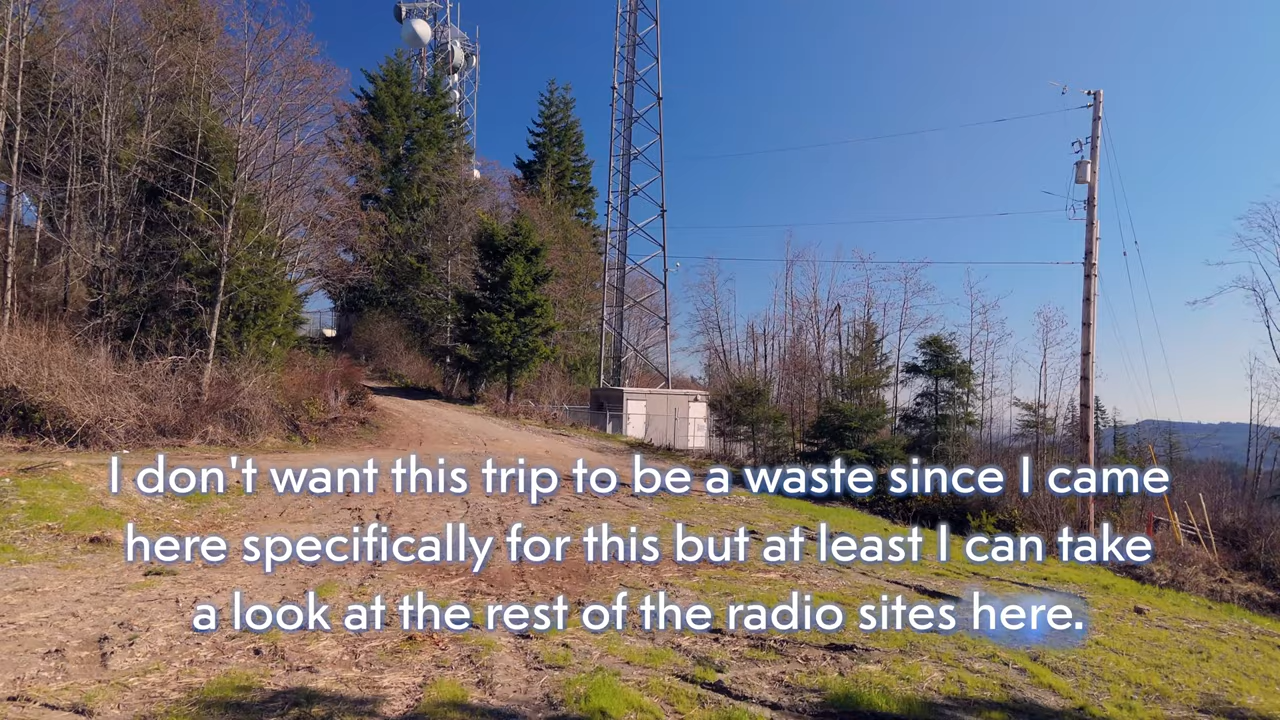 I don't want this trip to be a waste since I came
here specifically for this but at least I can take
a look at the rest of the radio sites here.